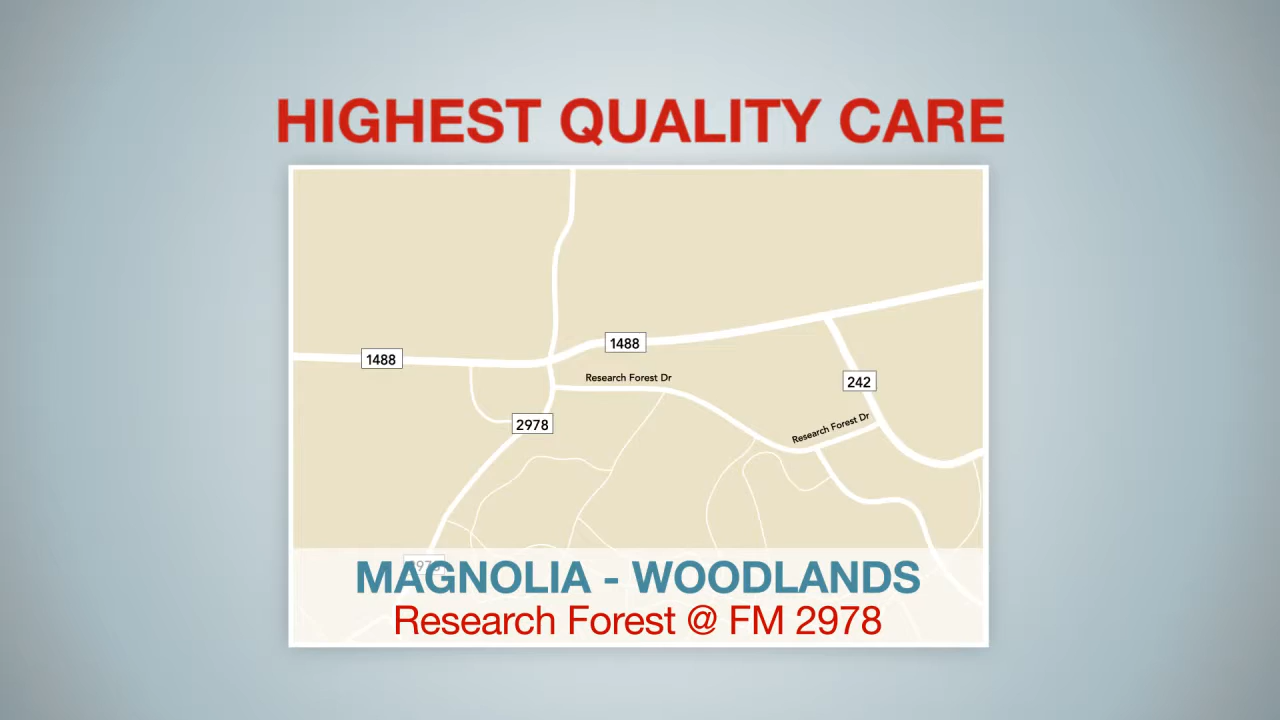 HIGHEST QUALITY CARE
1488
1488
Research Forest Dr
242
2978
Research Forest Dr
MAGNOLIA - WOODLANDS
Research Forest @ FM 2978